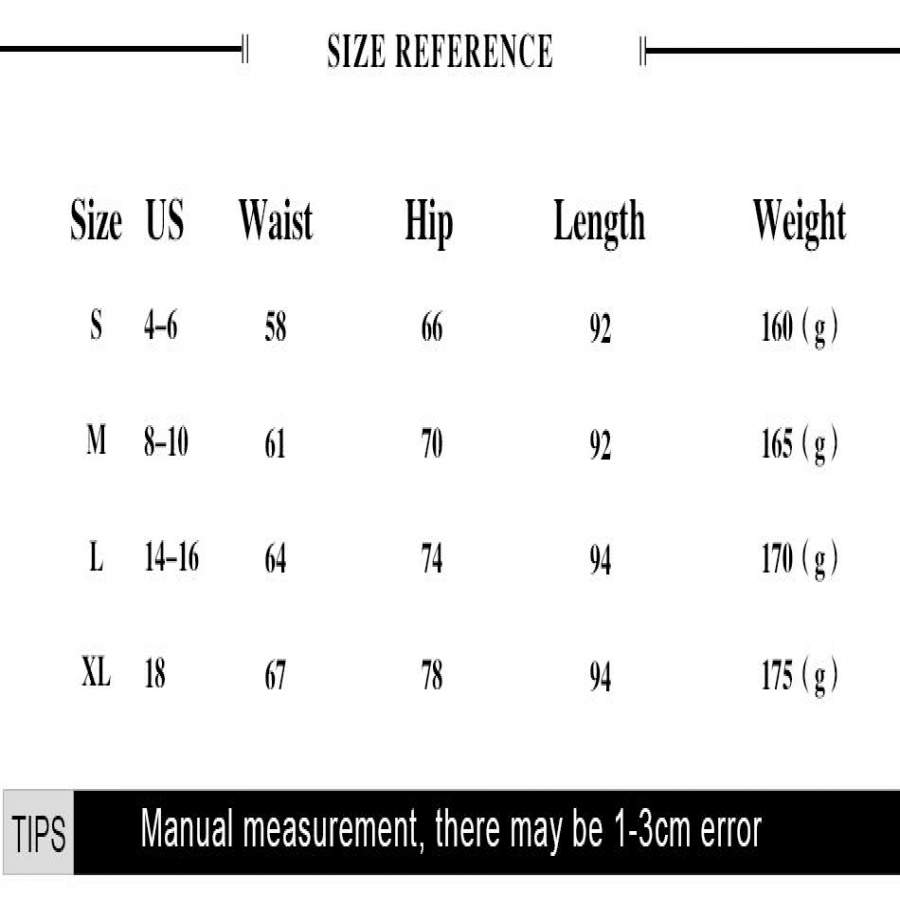 SIZE REFERENCE
Size US Waist Hip Length Weight
S 4–6 58 66 92 160 ( g )
M 8–10 61 70 92 165 ( g )
L 14–16 64 74 94 170 ( g )
XL 18 67 78 94 175 ( g )
TIPS Manual measurement, there may be 1-3cm error